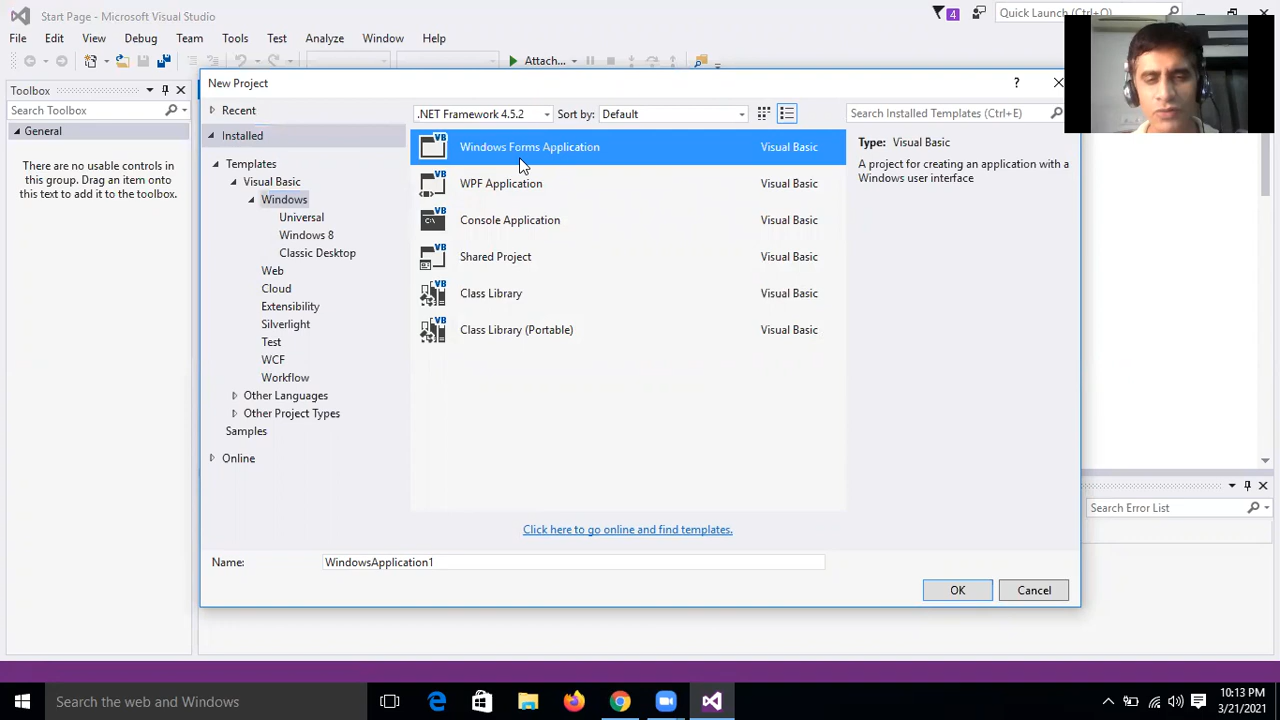 Start Page - Microsoft Visual Studio
4
Quick Launch (Ctrl+Q)
File Edit View Debug Team Tools Test Analyze Window Help
Attach...
Toolbox
Search Toolbox
General
There are no usable controls in
this group. Drag an item onto
this text to add it to the toolbox.
New Project
?
Recent
.NET Framework 4.5.2
Sort by: Default
Search Installed Templates (Ctrl+E)
Installed
Templates
Visual Basic
Windows
Universal
Windows 8
Classic Desktop
Web
Cloud
Extensibility
Silverlight
Test
WCF
Workflow
Other Languages
Other Project Types
Samples
Online
VB Windows Forms Application Visual Basic
VB WPF Application Visual Basic
VB C:\ Console Application Visual Basic
VB Shared Project Visual Basic
VB Class Library Visual Basic
VB Class Library (Portable) Visual Basic
Type: Visual Basic
A project for creating an application with a
Windows user interface
Click here to go online and find templates.
Name: WindowsApplication1
OK Cancel
Search Error List
Search the web and Windows
10:13 PM
3/21/2021